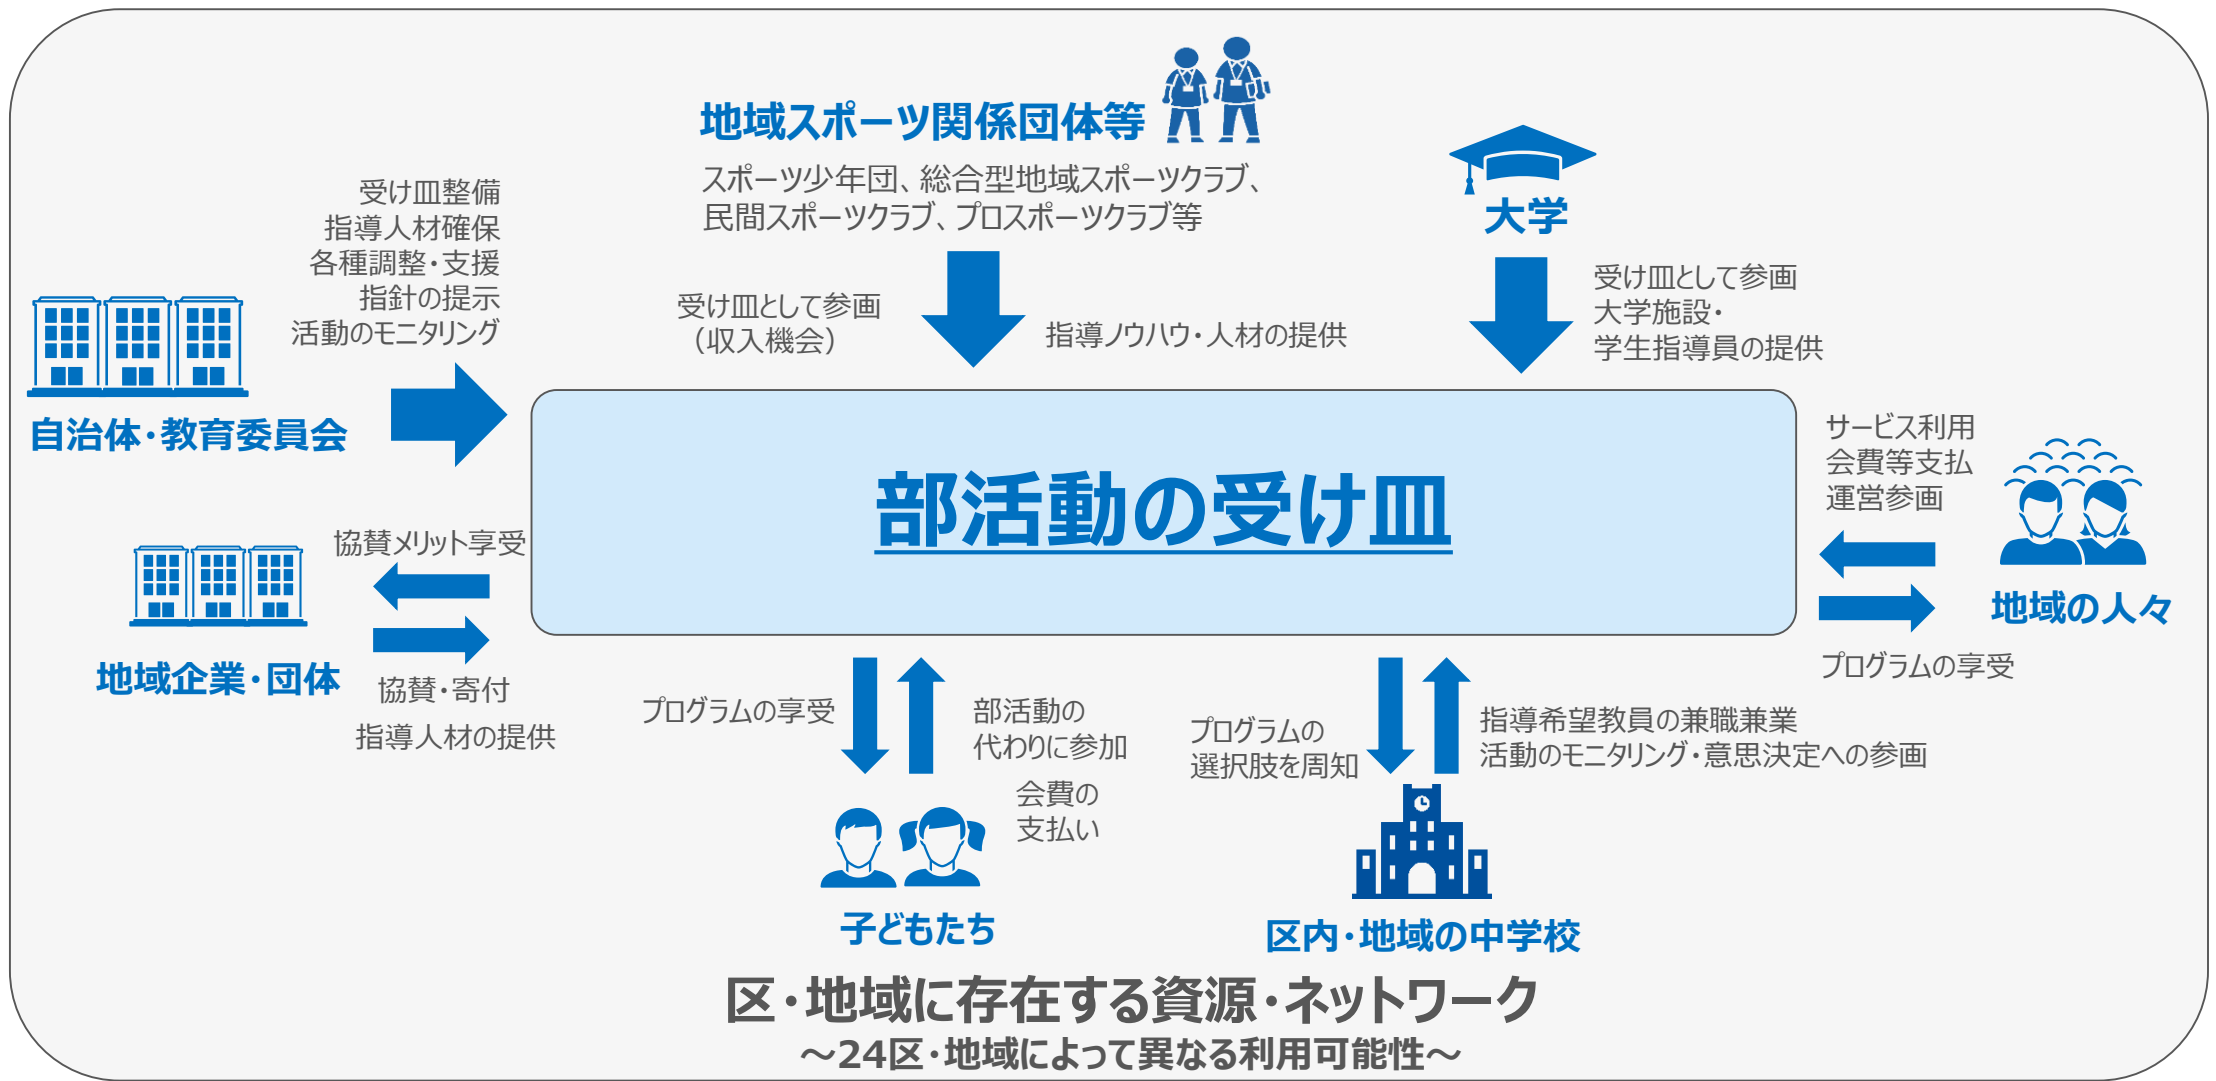 地域スポーツ関係団体等
スポーツ少年団、総合型地域スポーツクラブ、
民間スポーツクラブ、プロスポーツクラブ等
受け皿として参画
（収入機会）
指導ノウハウ・人材の提供
大学
受け皿として参画
大学施設・
学生指導員の提供
受け皿整備
指導人材確保
各種調整・支援
指針の提示
活動のモニタリング
自治体・教育委員会
部活動の受け皿
サービス利用
会費等支払
運営参画
地域の人々
プログラムの享受
協賛メリット享受
地域企業・団体
協賛・寄付
指導人材の提供
プログラムの享受
部活動の
代わりに参加
会費の
支払い
子どもたち
プログラムの
選択肢を周知
指導希望教員の兼職兼業
活動のモニタリング・意思決定への参画
区内・地域の中学校
区・地域に存在する資源・ネットワーク
～24区・地域によって異なる利用可能性～